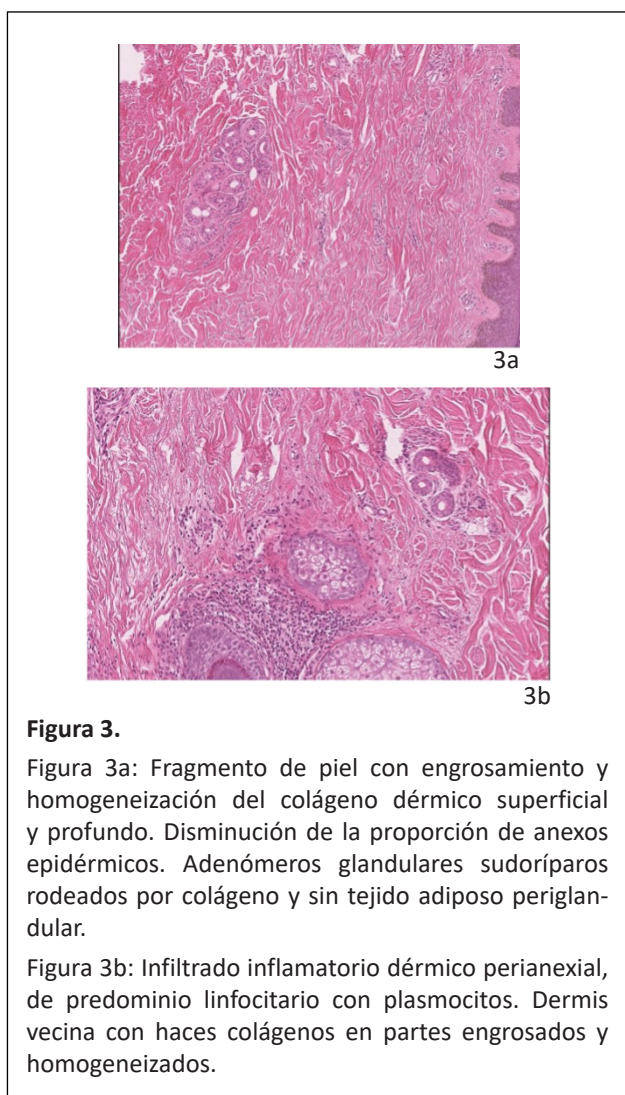 3a
3b
Figura 3.
Figura 3a: Fragmento de piel con engrosamiento y
homogeneización del colágeno dérmico superficial
y profundo. Disminución de la proporción de anexos
epidérmicos. Adenómeros glandulares sudoríparos
rodeados por colágeno y sin tejido adiposo periglan-
dular.
Figura 3b: Infiltrado inflamatorio dérmico perianexial,
de predominio linfocitario con plasmocitos. Dermis
vecina con haces colágenos en partes engrosados y
homogeneizados.